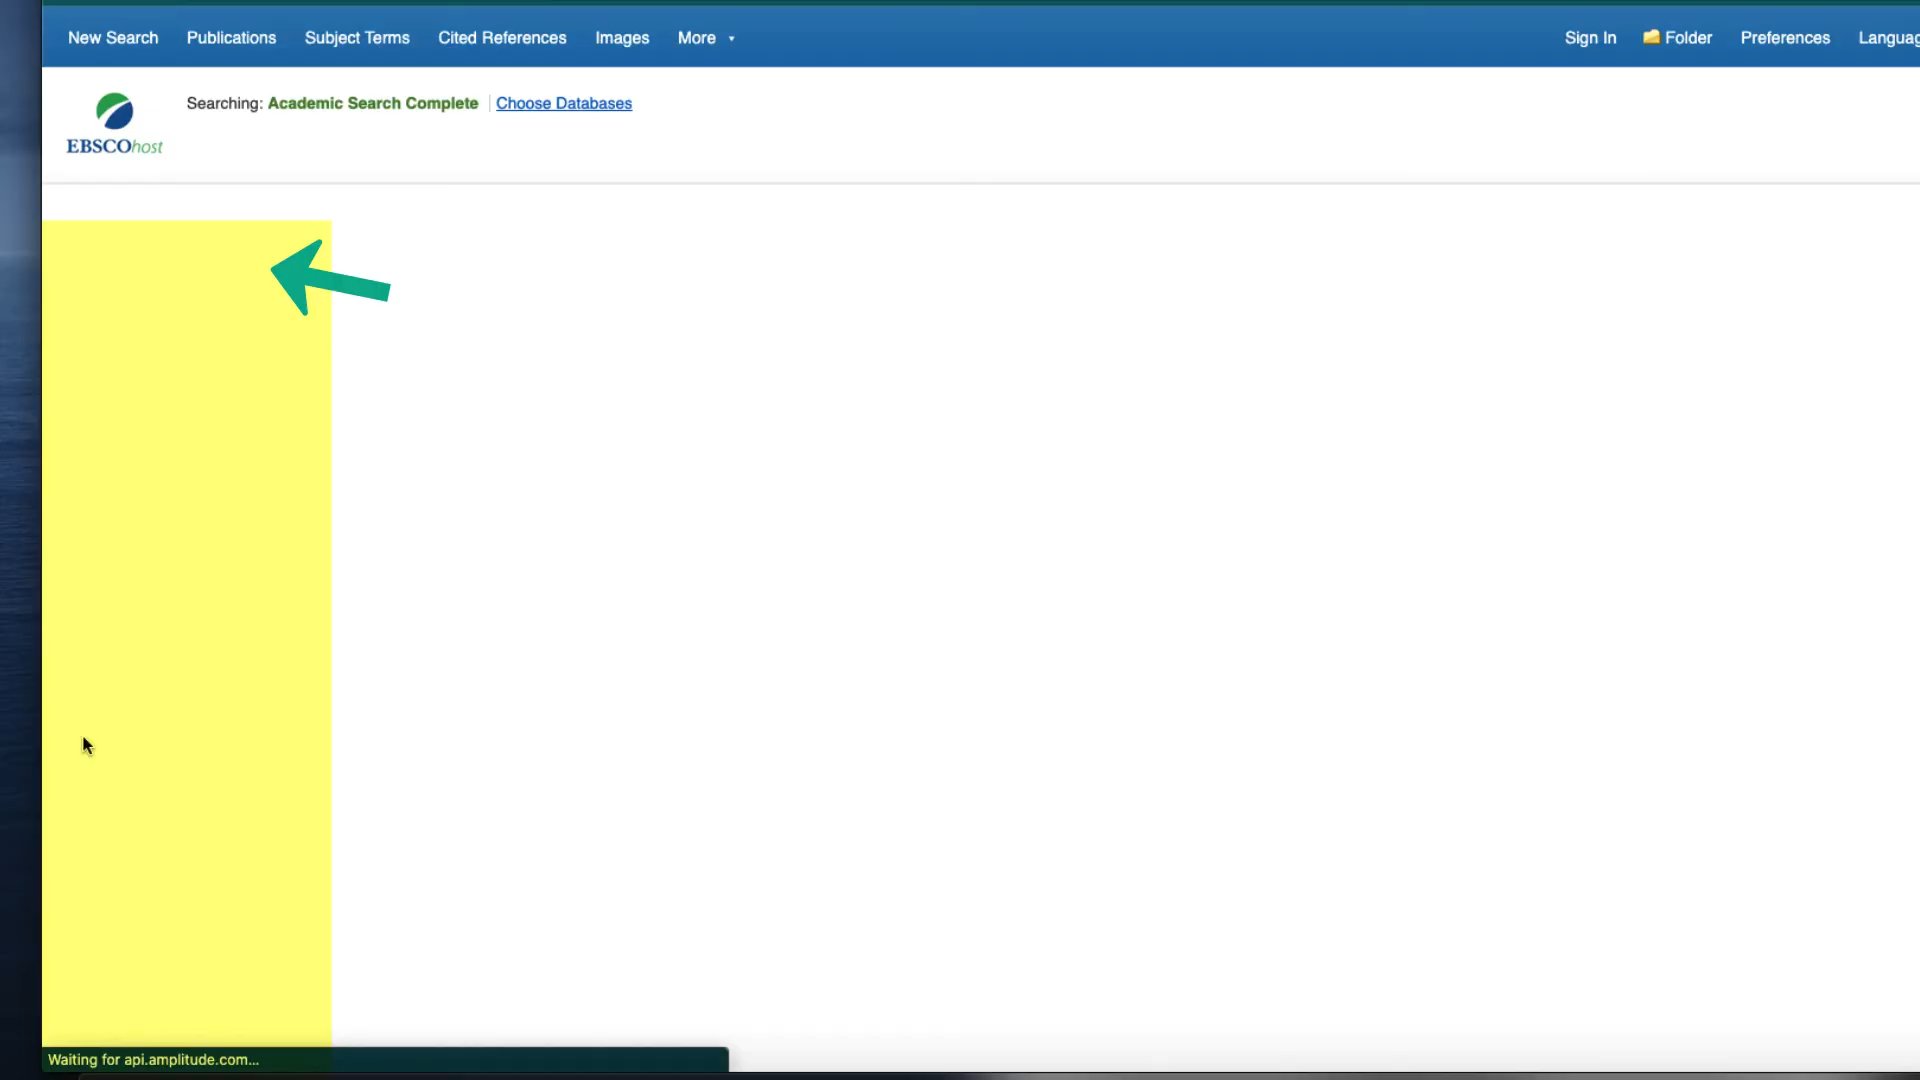 New Search Publications Subject Terms Cited References Images More Sign In Folder Preferences Languag
Searching: Academic Search Complete Choose Databases
EBSCOhost
Waiting for api.amplitude.com...